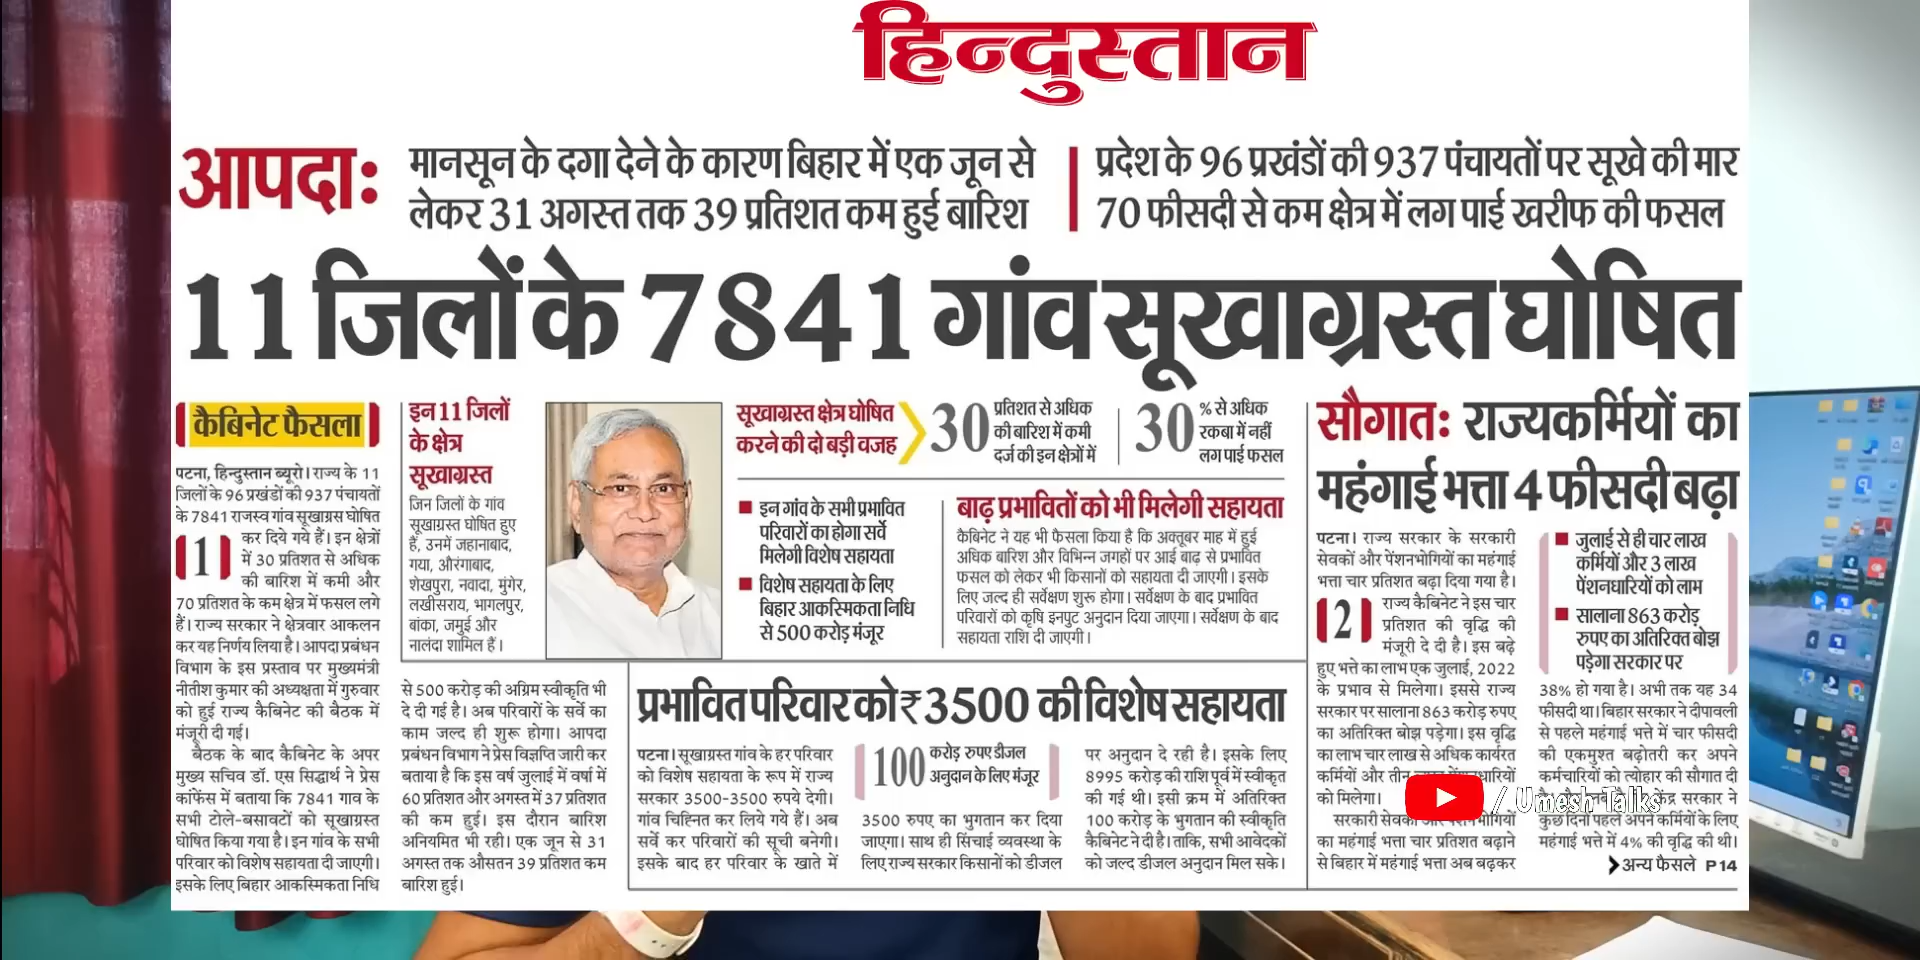 हिन्दुस्तान
आपदाः
मानसून के दगा देने के कारण बिहार में एक जून से
लेकर 31 अगस्त तक 39 प्रतिशत कम हुई बारिश
प्रदेश के 96 प्रखंडों की 937 पंचायतों पर सूखे की मार
70 फीसदी से कम क्षेत्र में लग पाई खरीफ की फसल
11 जिलों के 7841 गांव सूखाग्रस्त घोषित
कैबिनेट फैसला
पटना, हिन्दुस्तान ब्यूरो। राज्य के 11
जिलों के 96 प्रखंडों की 937 पंचायतों
के 7841 राजस्व गांव सूखाग्रस घोषित
1
कर दिये गये हैं। इन क्षेत्रों
में 30 प्रतिशत से अधिक
की बारिश में कमी और
70 प्रतिशत के कम क्षेत्र में फसल लगे
हैं। राज्य सरकार ने क्षेत्रवार आकलन
कर यह निर्णय लिया है। आपदा प्रबंधन
विभाग के इस प्रस्ताव पर मुख्यमंत्री
नीतीश कुमार की अध्यक्षता में गुरुवार
को हुई राज्य कैबिनेट की बैठक में
मंजूरी दी गई।
बैठक के बाद कैबिनेट के अपर
मुख्य सचिव डॉ. एस सिद्धार्थ ने प्रेस
कांफेंस में बताया कि 7841 गाव के
सभी टोले-बसावटों को सूखाग्रस्त
घोषित किया गया है। इन गांव के सभी
परिवार को विशेष सहायता दी जाएगी।
इसके लिए बिहार आकस्मिकता निधि
से 500 करोड़ की अग्रिम स्वीकृति भी
दे दी गई है। अब परिवारों के सर्वे का
काम जल्द ही शुरू होगा। आपदा
प्रबंधन विभाग ने प्रेस विज्ञप्ति जारी कर
बताया है कि इस वर्ष जुलाई में वर्षा में
60 प्रतिशत और अगस्त में 37 प्रतिशत
की कमी हुई। इस दौरान बारिश
अनियमित भी रही। एक जून से 31
अगस्त तक औसतन 39 प्रतिशत कम
बारिश हुई।
इन 11 जिलों
के क्षेत्र
सूखाग्रस्त
जिन जिलों के गांव
सूखाग्रस्त घोषित हुए
हैं, उनमें जहानाबाद,
गया, औरंगाबाद,
शेखपुरा, नवादा, मुंगेर,
लखीसराय, भागलपुर,
बांका, जमुई और
नालंदा शामिल हैं।
सूखाग्रस्त क्षेत्र घोषित
करने की दो बड़ी वजह
30
प्रतिशत से अधिक
की बारिश में कमी
दर्ज की इन क्षेत्रों में
30
% से अधिक
रकबा में नहीं
लग पाई फसल
इन गांव के सभी प्रभावित
परिवारों का होगा सर्वे
मिलेगी विशेष सहायता
विशेष सहायता के लिए
बिहार आकस्मिकता निधि
से 500 करोड़ मंजूर
बाढ़ प्रभावितों को भी मिलेगी सहायता
कैबिनेट ने यह भी फैसला किया है कि अक्तूबर माह में हुई
अधिक बारिश और विभिन्न जगहों पर आई बाढ़ से प्रभावित
फसल को लेकर भी किसानों को सहायता दी जाएगी। इसके
लिए जल्द ही सर्वेक्षण शुरू होगा। सर्वेक्षण के बाद प्रभावित
परिवारों को कृषि इनपुट अनुदान दिया जाएगा। सर्वेक्षण के बाद
सहायता राशि दी जाएगी।
प्रभावित परिवार को ₹3500 की विशेष सहायता
पटना। सूखाग्रस्त गांव के हर परिवार
को विशेष सहायता के रूप में राज्य
सरकार 3500-3500 रुपये देगी।
गांव चिह्नित कर लिये गये हैं। अब
सर्वे कर परिवारों की सूची बनेगी।
इसके बाद हर परिवार के खाते में
100
करोड़ रुपए डीजल
अनुदान के लिए मंजूर
3500 रुपए का भुगतान कर दिया
जाएगा। साथ ही सिंचाई व्यवस्था के
लिए राज्य सरकार किसानों को डीजल
पर अनुदान दे रही है। इसके लिए
8995 करोड़ की राशि पूर्व में स्वीकृत
की गई थी। इसी क्रम में अतिरिक्त
100 करोड़ के भुगतान की स्वीकृति
कैबिनेट ने दी है। ताकि, सभी आवेदकों
को जल्द डीजल अनुदान मिल सके।
सौगातः राज्यकर्मियों का
महंगाई भत्ता 4 फीसदी बढ़ा
पटना। राज्य सरकार के सरकारी
सेवकों और पेंशनभोगियों का महंगाई
भत्ता चार प्रतिशत बढ़ा दिया गया है।
2
राज्य कैबिनेट ने इस चार
प्रतिशत की वृद्धि की
मंजूरी दे दी है। इस बढ़े
हुए भत्ते का लाभ एक जुलाई, 2022
के प्रभाव से मिलेगा। इससे राज्य
सरकार पर सालाना 863 करोड़ रुपए
का अतिरिक्त बोझ पड़ेगा। इस वृद्धि
का लाभ चार लाख से अधिक कार्यरत
कर्मियों और तीन
को मिलेगा।
सरकारी
का महंगाई भत्ता चार प्रतिशत बढ़ाने
से बिहार में महंगाई भत्ता अब बढ़कर
जुलाई से ही चार लाख
कर्मियों और 3 लाख
पेंशनधारियों को लाभ
सालाना 863 करोड़
रुपए का अतिरिक्त बोझ
पड़ेगा सरकार पर
38% हो गया है। अभी तक यह 34
फीसदी था। बिहार सरकार ने दीपावली
से पहले महंगाई भत्ते में चार फीसदी
की एकमुश्त बढ़ोतरी कर अपने
कर्मचारियों को त्योहार की सौगात दी
सरकार ने
कुछ दिनों पहले अपने कर्मियों के लिए
महंगाई भत्ते में 4% की वृद्धि की थी।
अन्य फैसले P14
/ Umesh Talks